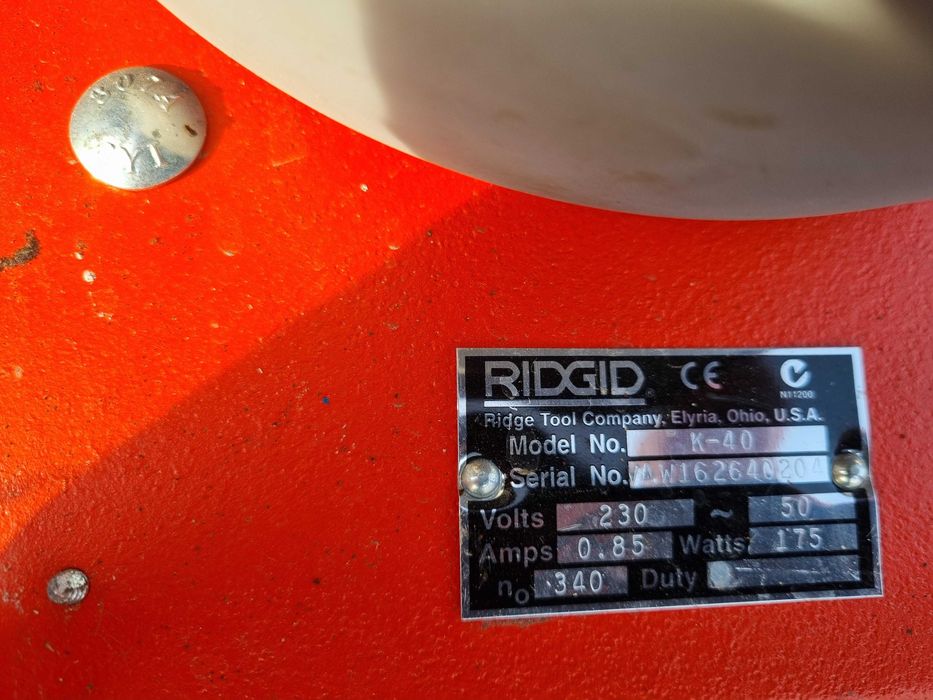 RIDGID® CE N11200
Ridge Tool Company, Elyria, Ohio, U.S.A.
Model No. K-40
Serial No.
Volts 230 ~ 50
Amps 0.85 Watts 175
no 340 Duty